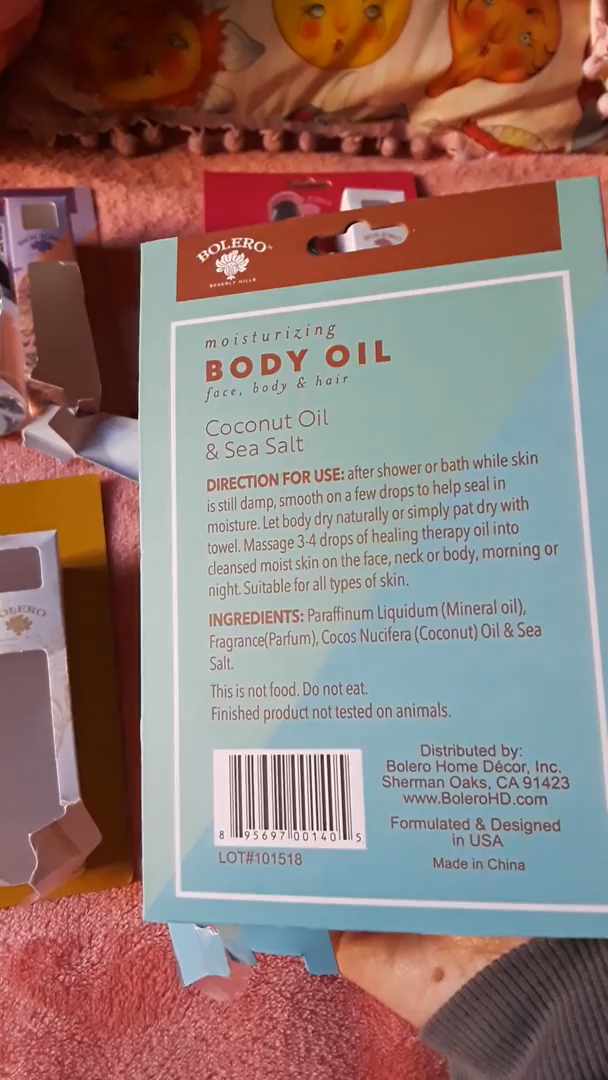 BOLERO
BOLERO™
BEVERLY HILLS
moisturizing
BODY OIL
face, body & hair
Coconut Oil
& Sea Salt
DIRECTION FOR USE: after shower or bath while skin
is still damp, smooth on a few drops to help seal in
moisture. Let body dry naturally or simply pat dry with
towel. Massage 3-4 drops of healing therapy oil into
cleansed moist skin on the face, neck or body, morning or
night. Suitable for all types of skin.
INGREDIENTS: Paraffinum Liquidum (Mineral oil),
Fragrance(Parfum), Cocos Nucifera (Coconut) Oil & Sea
Salt.
This is not food. Do not eat.
Finished product not tested on animals.
8 95697 00140 5
LOT#101518
Distributed by:
Bolero Home Décor, Inc.
Sherman Oaks, CA 91423
www.BoleroHD.com
Formulated & Designed
in USA
Made in China
BOLERO